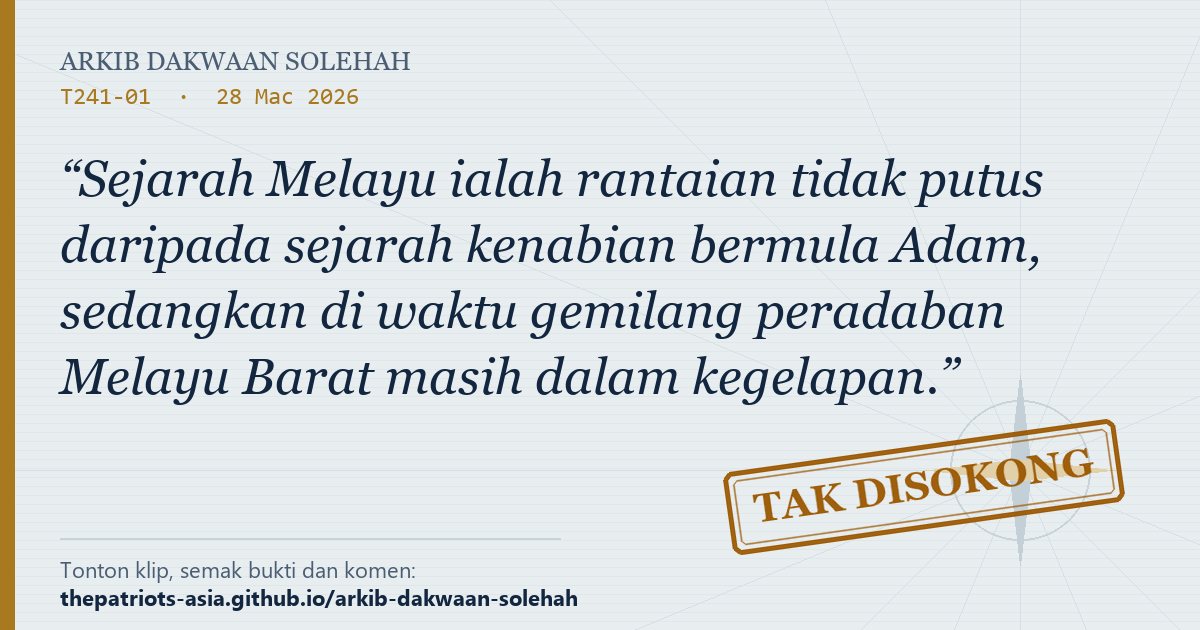 ARKIB DAKWAAN SOLEHAH
T241-01 · 28 Mac 2026
“Sejarah Melayu ialah rantaian tidak putus
daripada sejarah kenabian bermula Adam,
sedangkan di waktu gemilang peradaban
Melayu Barat masih dalam kegelapan.”
TAK DISOKONG
Tonton klip, semak bukti dan komen:
thepatriots-asia.github.io/arkib-dakwaan-solehah